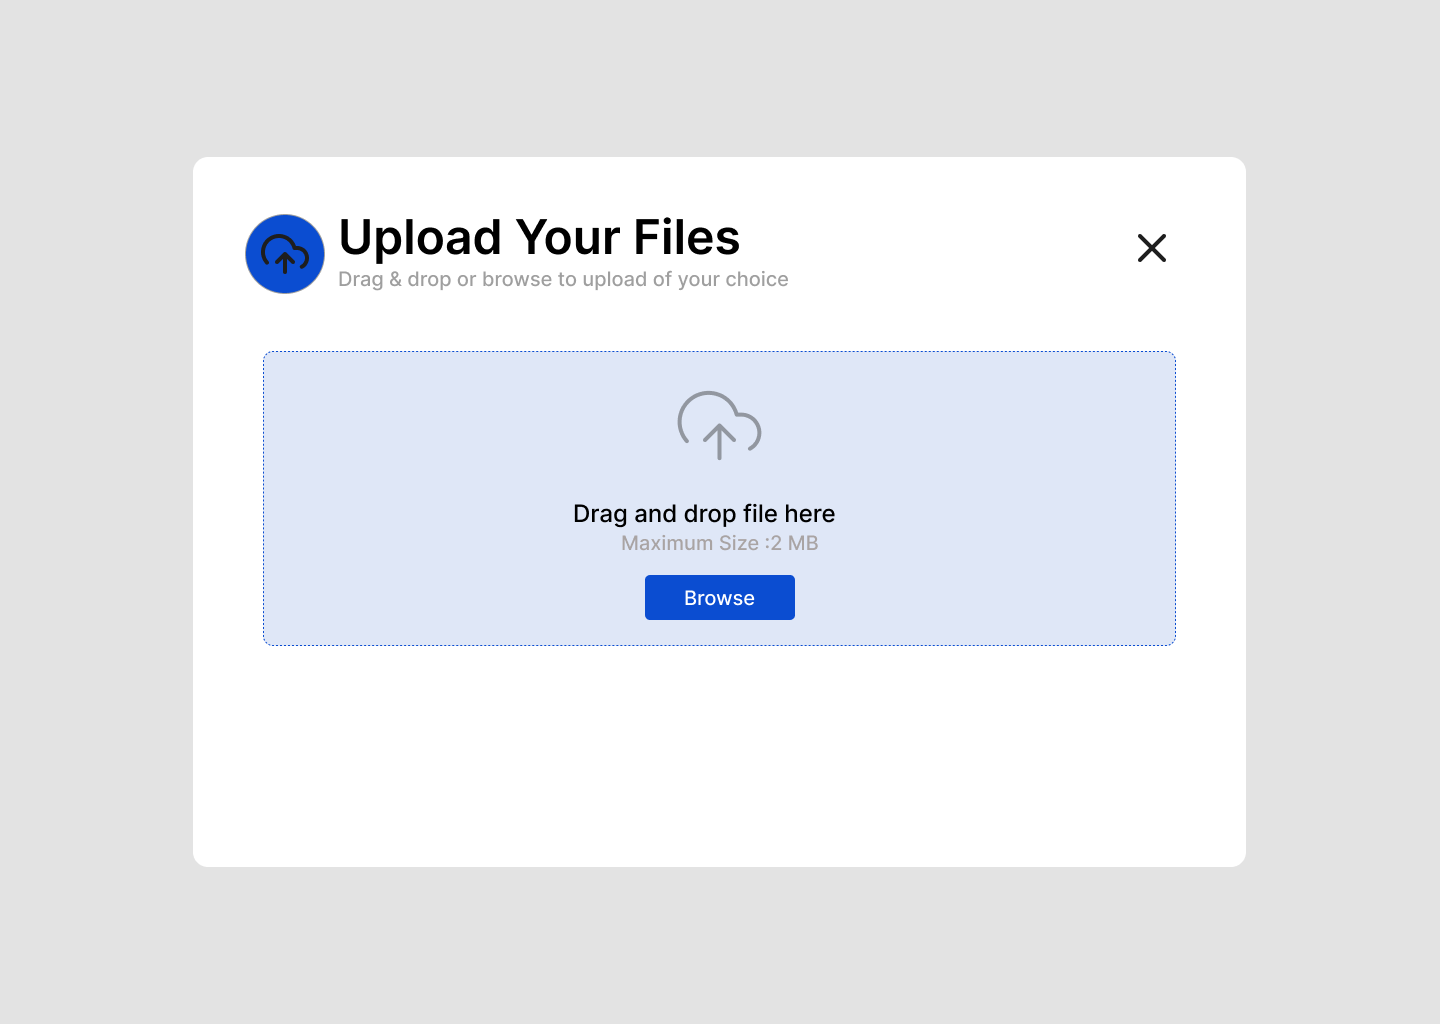 Upload Your Files
Drag & drop or browse to upload of your choice
Drag and drop file here
Maximum Size :2 MB
Browse